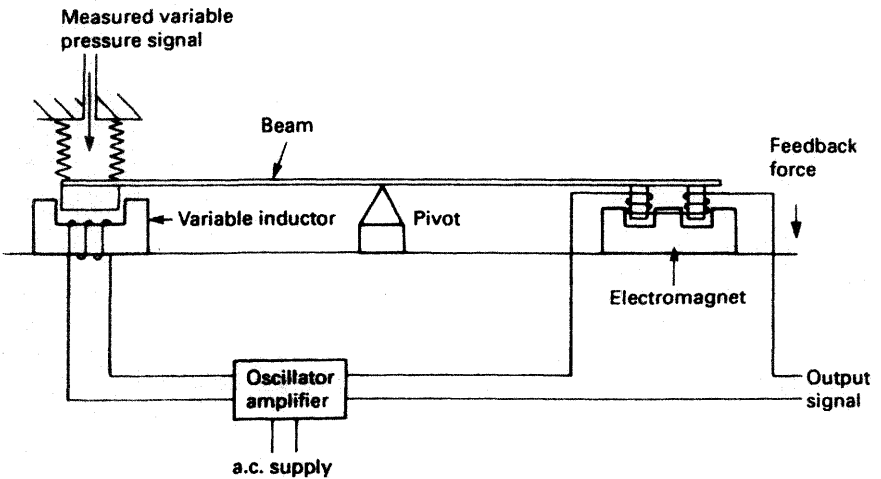 Measured variable
pressure signal
Beam
Feedback
force
Variable inductor
Pivot
Electromagnet
Oscillator
amplifier
Output
signal
a.c. supply